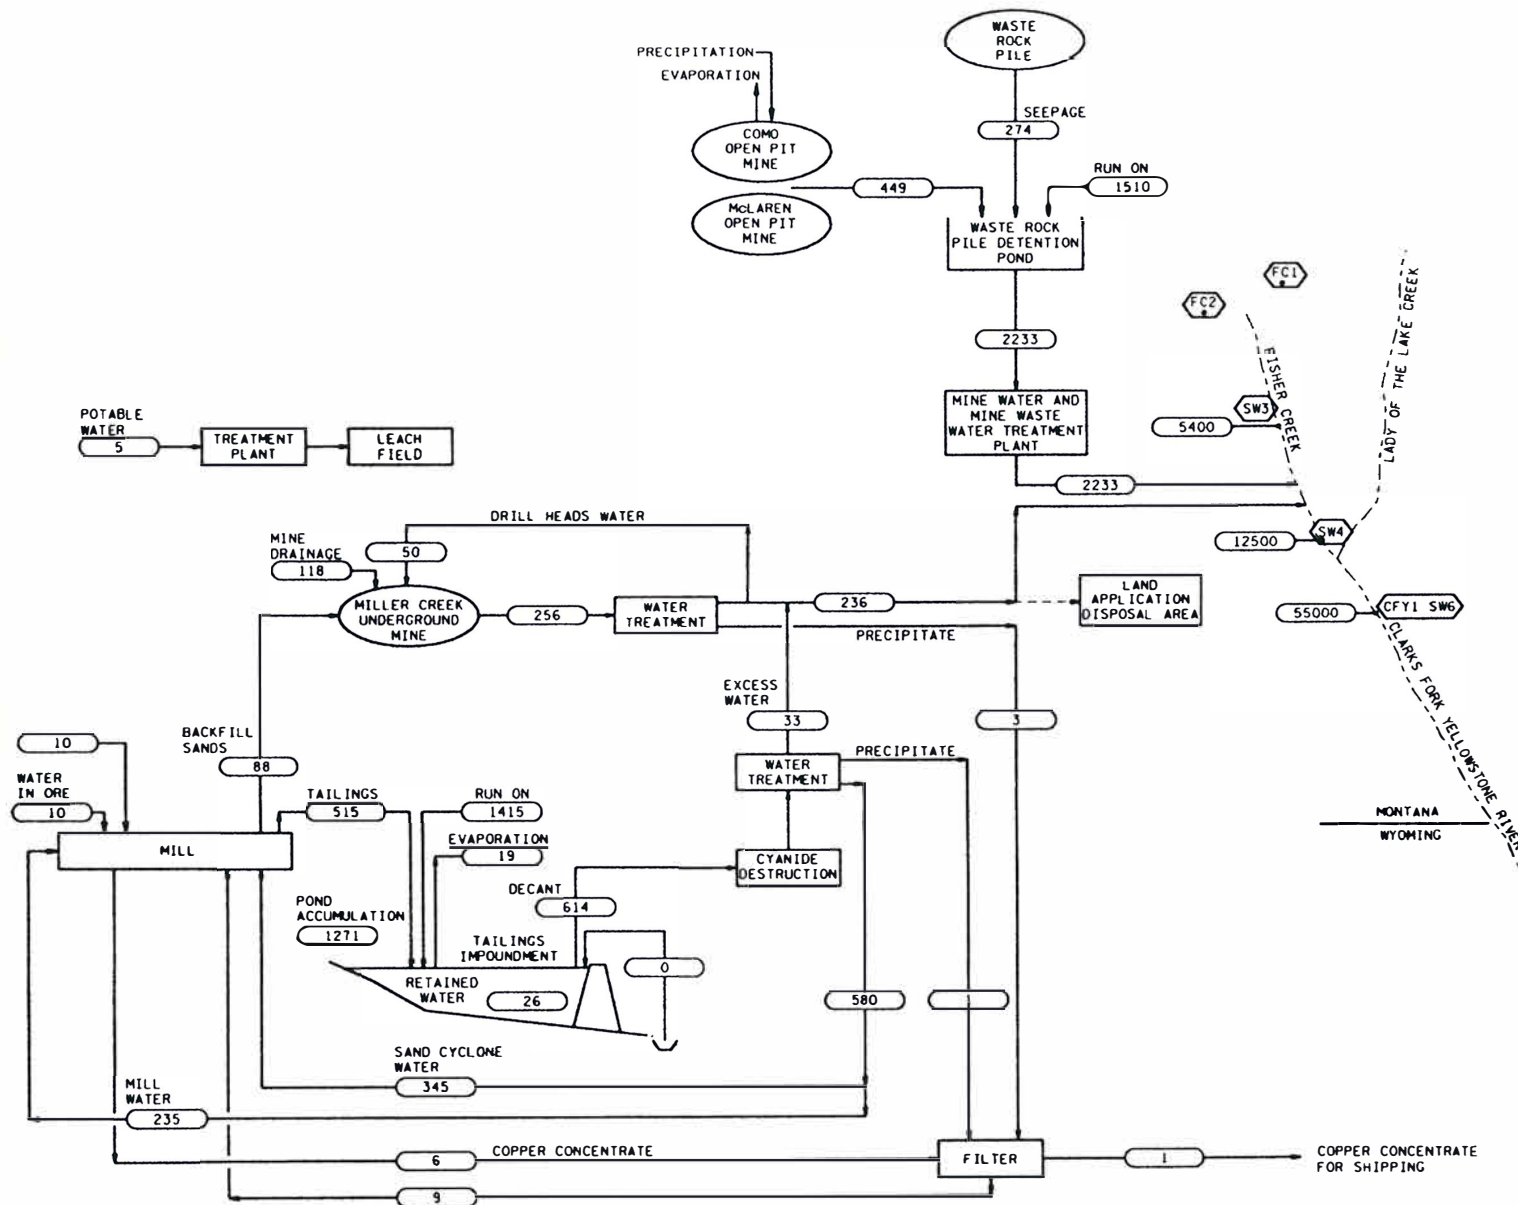 WASTE
ROCK
PILE
PRECIPITATION
EVAPORATION
SEEPAGE
274
COMO
OPEN PIT
MINE
RUN ON
1510
449
McLAREN
OPEN PIT
MINE
WASTE ROCK
PILE DETENTION
POND
FC1
FC2
LADY OF THE LAKE CREEK
2233
FISHER CREEK
MINE WATER AND
MINE WASTE
WATER TREATMENT
PLANT
SW3
5400
POTABLE
WATER
5
TREATMENT
PLANT
LEACH
FIELD
2233
DRILL HEADS WATER
50
MINE
DRAINAGE
118
SW4
12500
MILLER CREEK
UNDERGROUND
MINE
256
WATER
TREATMENT
236
LAND
APPLICATION
DISPOSAL AREA
CFY1 SW6
55000
PRECIPITATE
CLARKS FORK YELLOWSTONE RIVER
EXCESS
WATER
33
3
BACKFILL
SANDS
88
10
WATER
IN ORE
10
WATER
TREATMENT
PRECIPITATE
TAILINGS
515
RUN ON
1415
EVAPORATION
19
MONTANA
WYOMING
MILL
CYANIDE
DESTRUCTION
DECANT
614
POND
ACCUMULATION
1271
TAILINGS
IMPOUNDMENT
0
RETAINED
WATER
26
580
SAND CYCLONE
WATER
345
MILL
WATER
235
6
COPPER CONCENTRATE
FILTER
1
COPPER CONCENTRATE
FOR SHIPPING
9